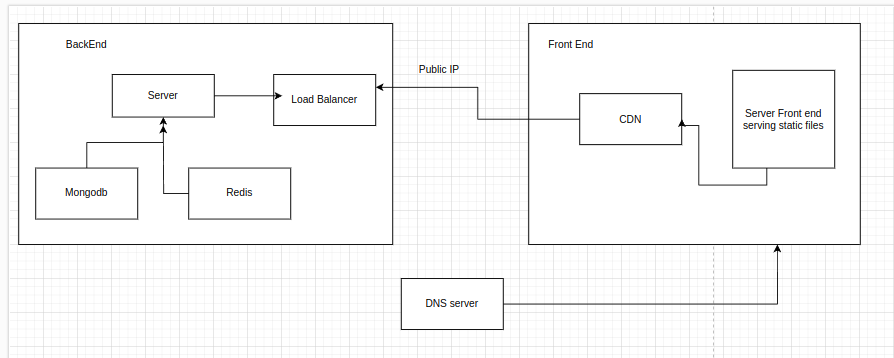 BackEnd
Front End
Public IP
Server
Load Balancer
CDN
Server Front end
serving static files
Mongodb
Redis
DNS server